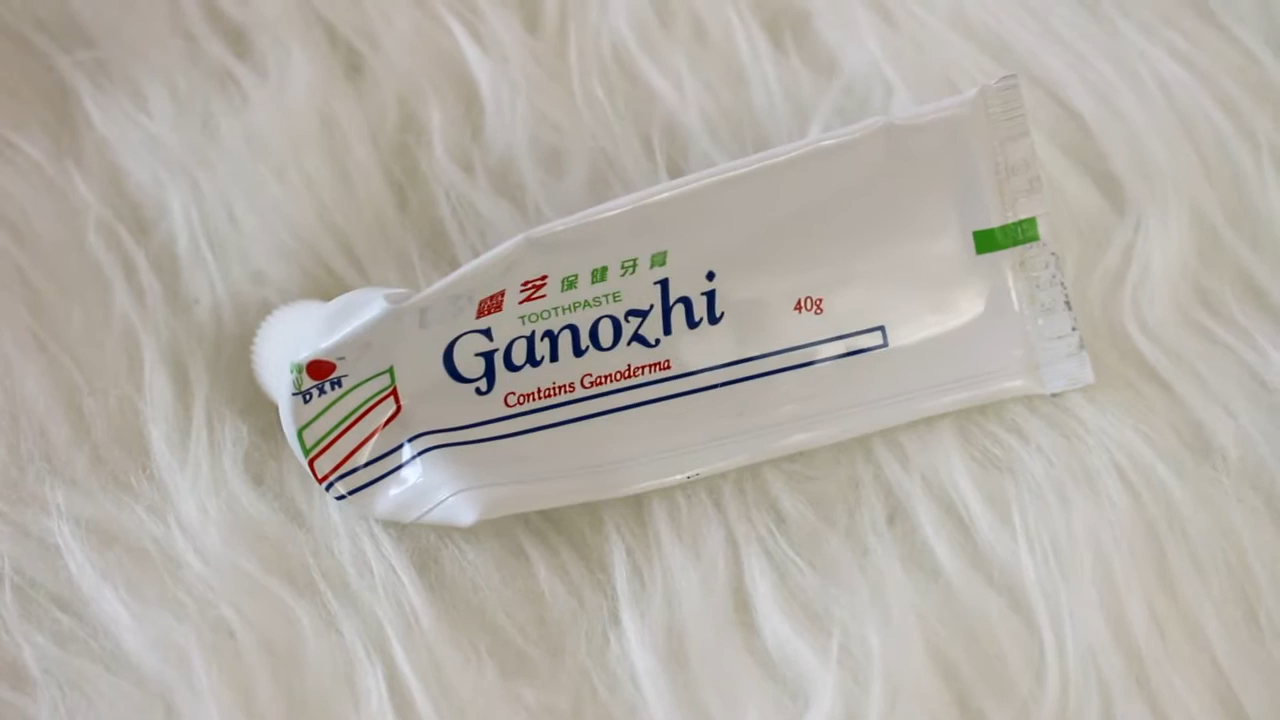 靈芝保健牙膏
TOOTHPASTE
Ganozhi
Contains Ganoderma
40g
DXN